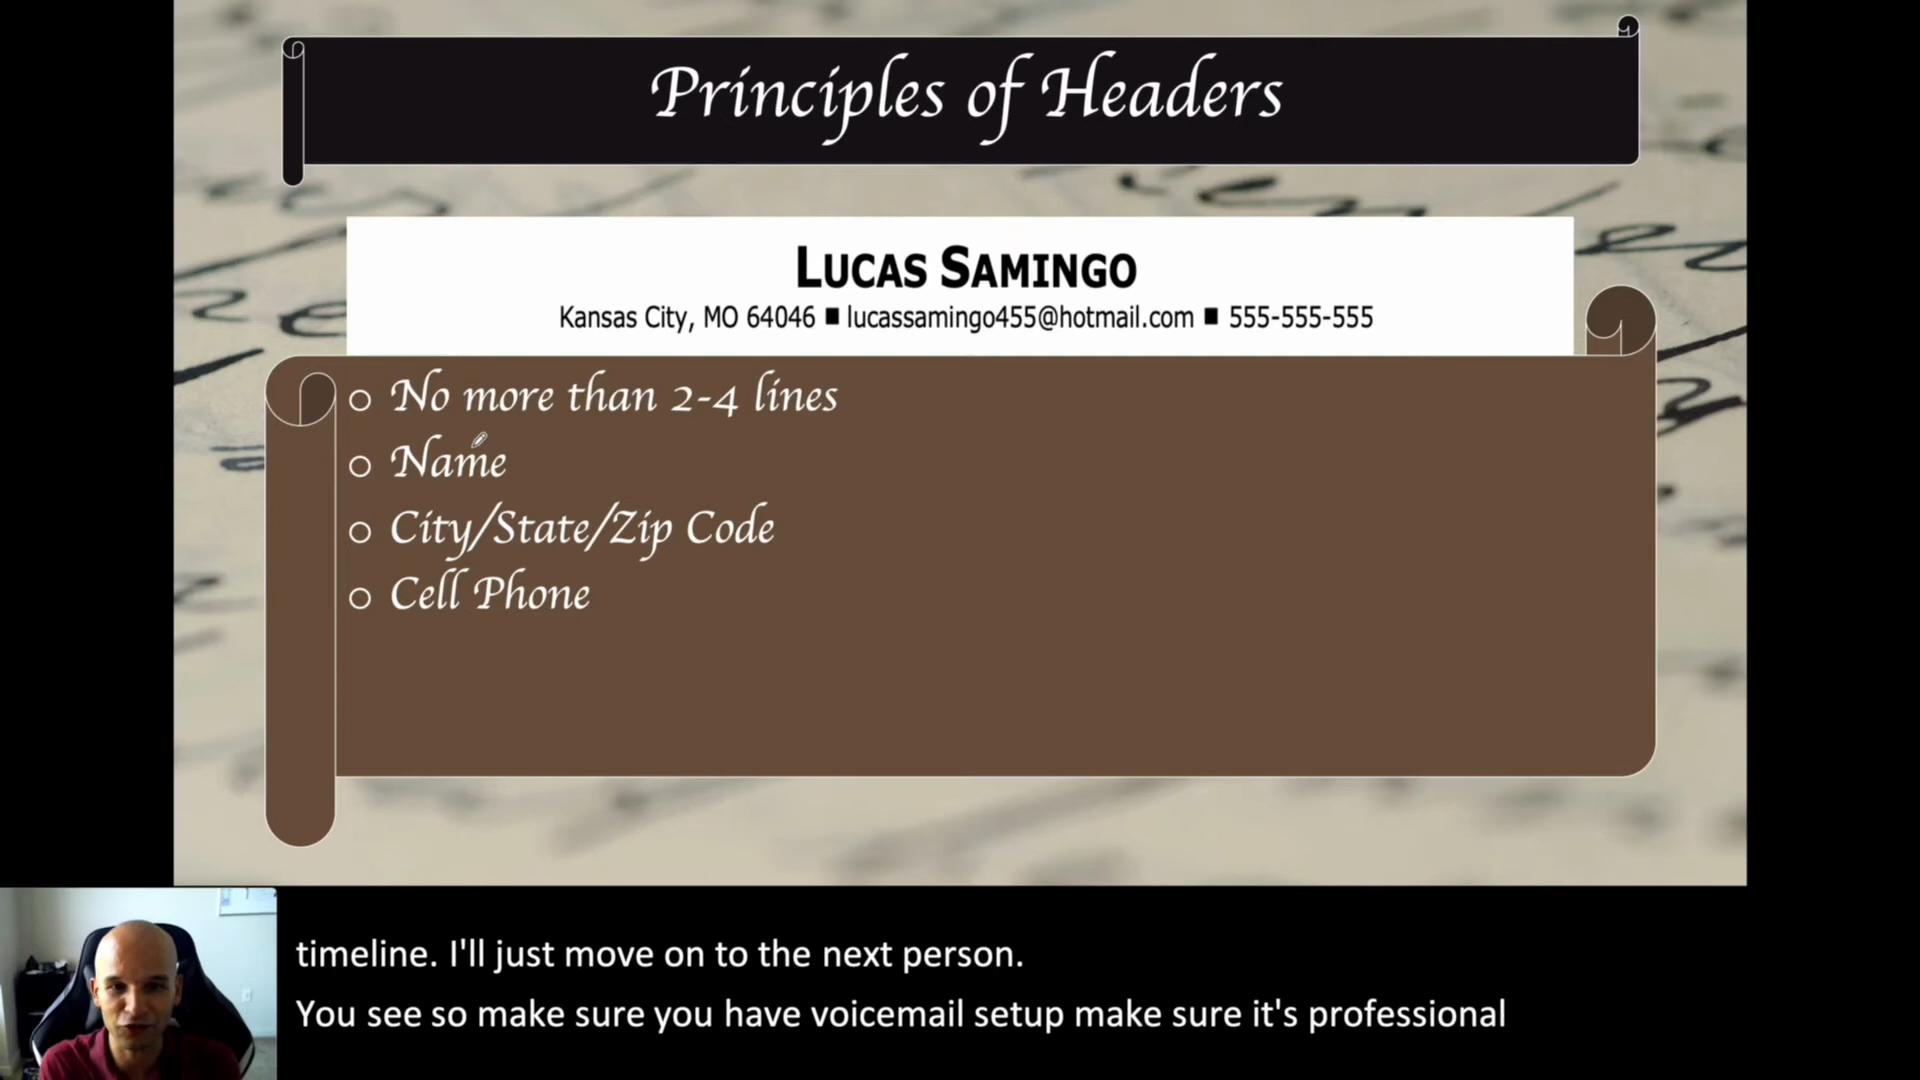 Principles of Headers
LUCAS SAMINGO
Kansas City, MO 64046 ■ lucassamingo455@hotmail.com ■ 555-555-555
o No more than 2-4 lines
o Name
o City/State/Zip Code
o Cell Phone
timeline. I'll just move on to the next person.
You see so make sure you have voicemail setup make sure it's professional